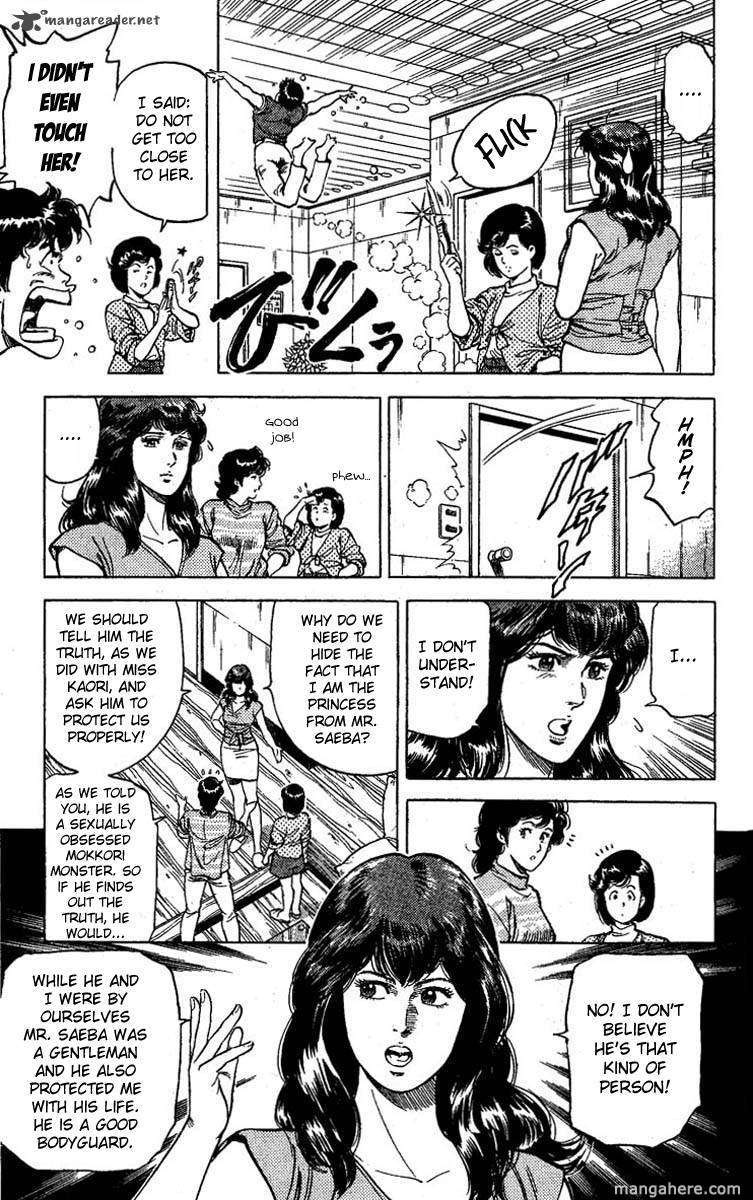 mangareader.net
....
FLICK
びくっ
I SAID:
DO NOT
GET TOO
CLOSE
TO HER.
I DIDN'T
EVEN
TOUCH
HER!
HMPH!
GOOD
JOB!
PHEW...
....
I...
I DON'T
UNDER-
STAND!
WHY DO WE
NEED TO
HIDE THE
FACT THAT
I AM THE
PRINCESS
FROM MR.
SAEBA?
WE SHOULD
TELL HIM THE
TRUTH, AS WE
DID WITH MISS
KAORI, AND
ASK HIM TO
PROTECT US
PROPERLY!
AS WE TOLD
YOU, HE IS
A SEXUALLY
OBSESSED
MOKKORI
MONSTER. SO
IF HE FINDS
OUT THE
TRUTH, HE
WOULD...
NO! I DON'T
BELIEVE
HE'S THAT
KIND OF
PERSON!
WHILE HE AND
I WERE BY
OURSELVES
MR. SAEBA WAS
A GENTLEMAN
AND HE ALSO
PROTECTED ME
WITH HIS LIFE.
HE IS A GOOD
BODYGUARD.
mangahere.com